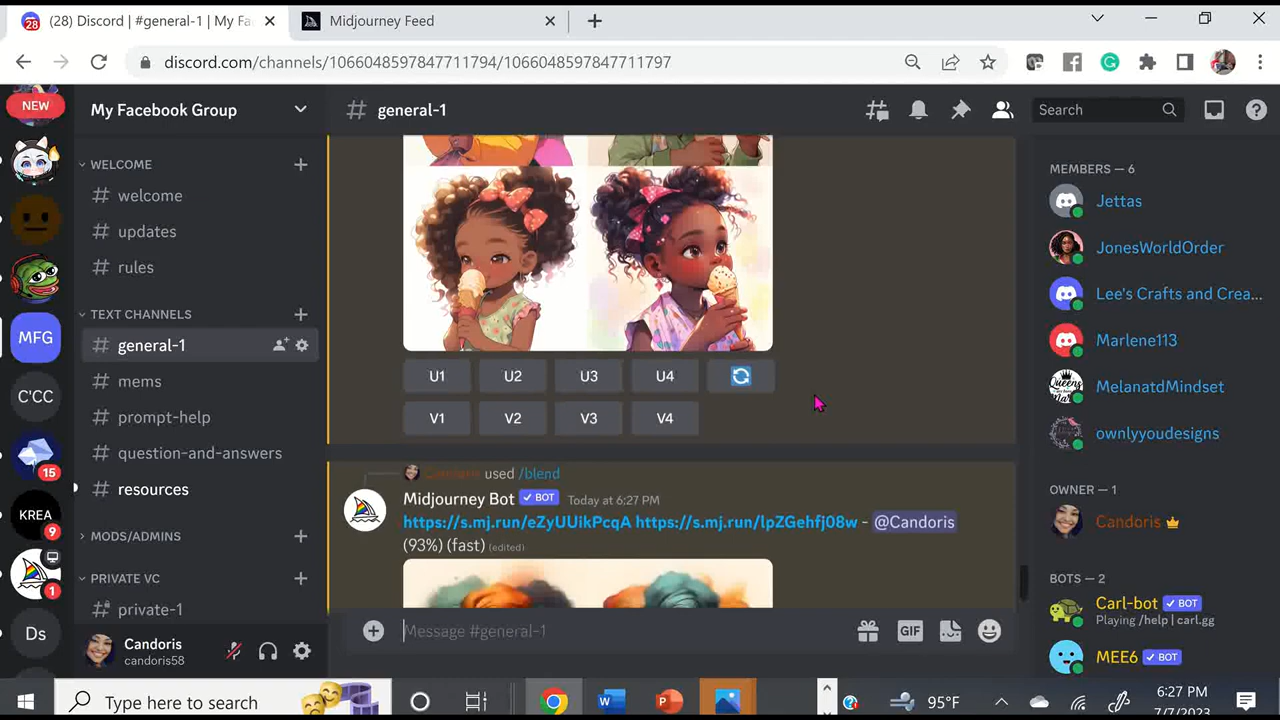 (28) Discord | #general-1 | My Fa
Midjourney Feed
discord.com/channels/1066048597847711794/1066048597847711797
NEW
My Facebook Group
# general-1
Search
WELCOME
# welcome
# updates
# rules
TEXT CHANNELS
MFG
# general-1
C'CC
# mems
# prompt-help
# question-and-answers
15
# resources
KREA
9
MODS/ADMINS
1
PRIVATE VC
private-1
Ds
Candoris
candoris58
U1 U2 U3 U4
V1 V2 V3 V4
Candoris used /blend
Midjourney Bot ✓ BOT Today at 6:27 PM
https://s.mj.run/eZyUUikPcqA https://s.mj.run/lpZGehfj08w - @Candoris
(93%) (fast) (edited)
Message #general-1
GIF
MEMBERS — 6
Jettas
JonesWorldOrder
Lee's Crafts and Crea...
Marlene113
MelanatdMindset
ownlyyoudesigns
OWNER — 1
Candoris
BOTS — 2
Carl-bot ✓ BOT
Playing /help | carl.gg
MEE6 ✓ BOT
Type here to search
95°F
6:27 PM
7/7/2023